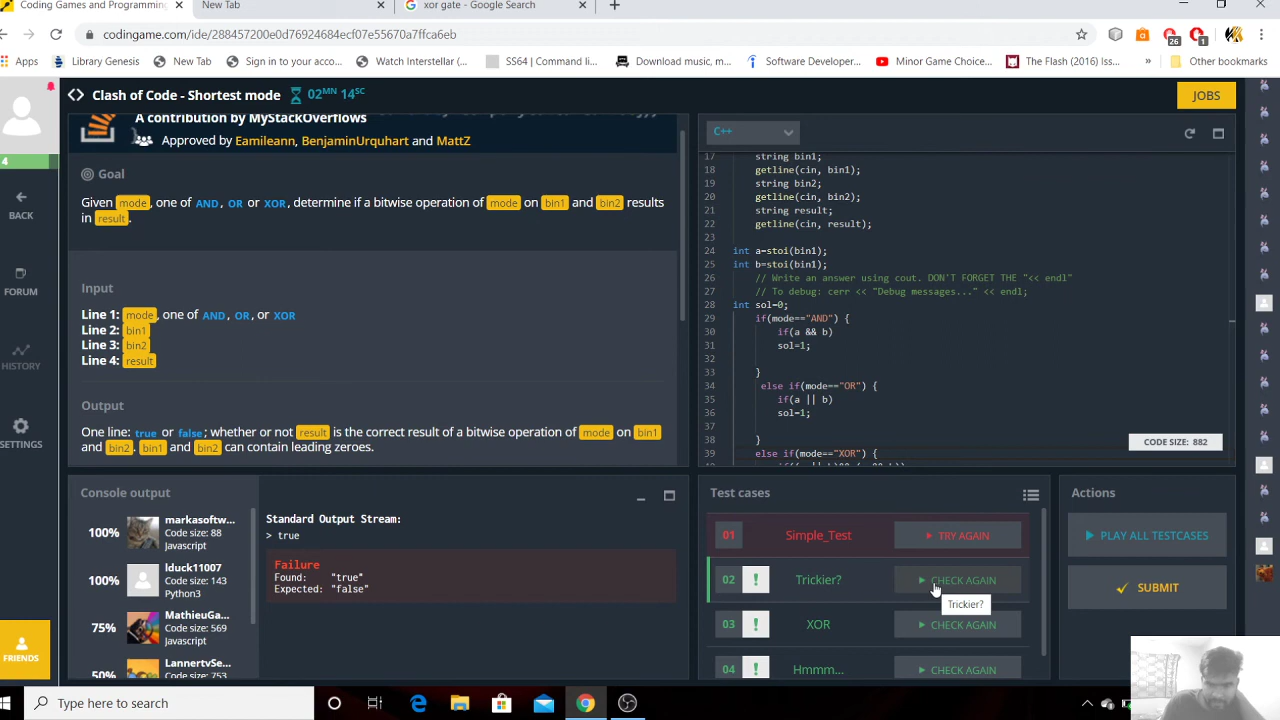 Coding Games and Programming
New Tab
xor gate - Google Search
codingame.com/ide/288457200e0d76924684ecf07e55670a7ffca6eb
26
1
Apps
Library Genesis
New Tab
Sign in to your acco...
Watch Interstellar (...
SS64 | Command li...
Download music, m...
Software Developer...
Minor Game Choice...
The Flash (2016) Iss...
»
Other bookmarks
Clash of Code - Shortest mode
02MN 14SC
JOBS
4
BACK
FORUM
HISTORY
SETTINGS
FRIENDS
A contribution by MyStackOverflows
Approved by Eamileann, BenjaminUrquhart and MattZ
Goal
Given mode, one of AND, OR or XOR, determine if a bitwise operation of mode on bin1 and bin2 results
in result.
Input
Line 1: mode, one of AND, OR, or XOR
Line 2: bin1
Line 3: bin2
Line 4: result
Output
One line: true or false; whether or not result is the correct result of a bitwise operation of mode on bin1
and bin2. bin1 and bin2 can contain leading zeroes.
C++
17 string bin1;
18 getline(cin, bin1);
19 string bin2;
20 getline(cin, bin2);
21 string result;
22 getline(cin, result);
23
24 int a=stoi(bin1);
25 int b=stoi(bin1);
26 // Write an answer using cout. DON'T FORGET THE "<< endl"
27 // To debug: cerr << "Debug messages..." << endl;
28 int sol=0;
29 if(mode=="AND") {
30 if(a && b)
31 sol=1;
32
33 }
34 else if(mode=="OR") {
35 if(a || b)
36 sol=1;
37
38 }
39 else if(mode=="XOR") {
CODE SIZE: 882
Console output
100%
markasoftw...
Code size: 88
Javascript
100%
lduck11007
Code size: 143
Python3
75%
MathieuGa...
Code size: 569
Javascript
LannertvSe...
Code size: 753
Standard Output Stream:
> true
Failure
Found: "true"
Expected: "false"
Test cases
01 Simple_Test TRY AGAIN
02 ! Trickier? CHECK AGAIN
Trickier?
03 ! XOR CHECK AGAIN
04 ! Hmmm... CHECK AGAIN
Actions
PLAY ALL TESTCASES
SUBMIT
Type here to search